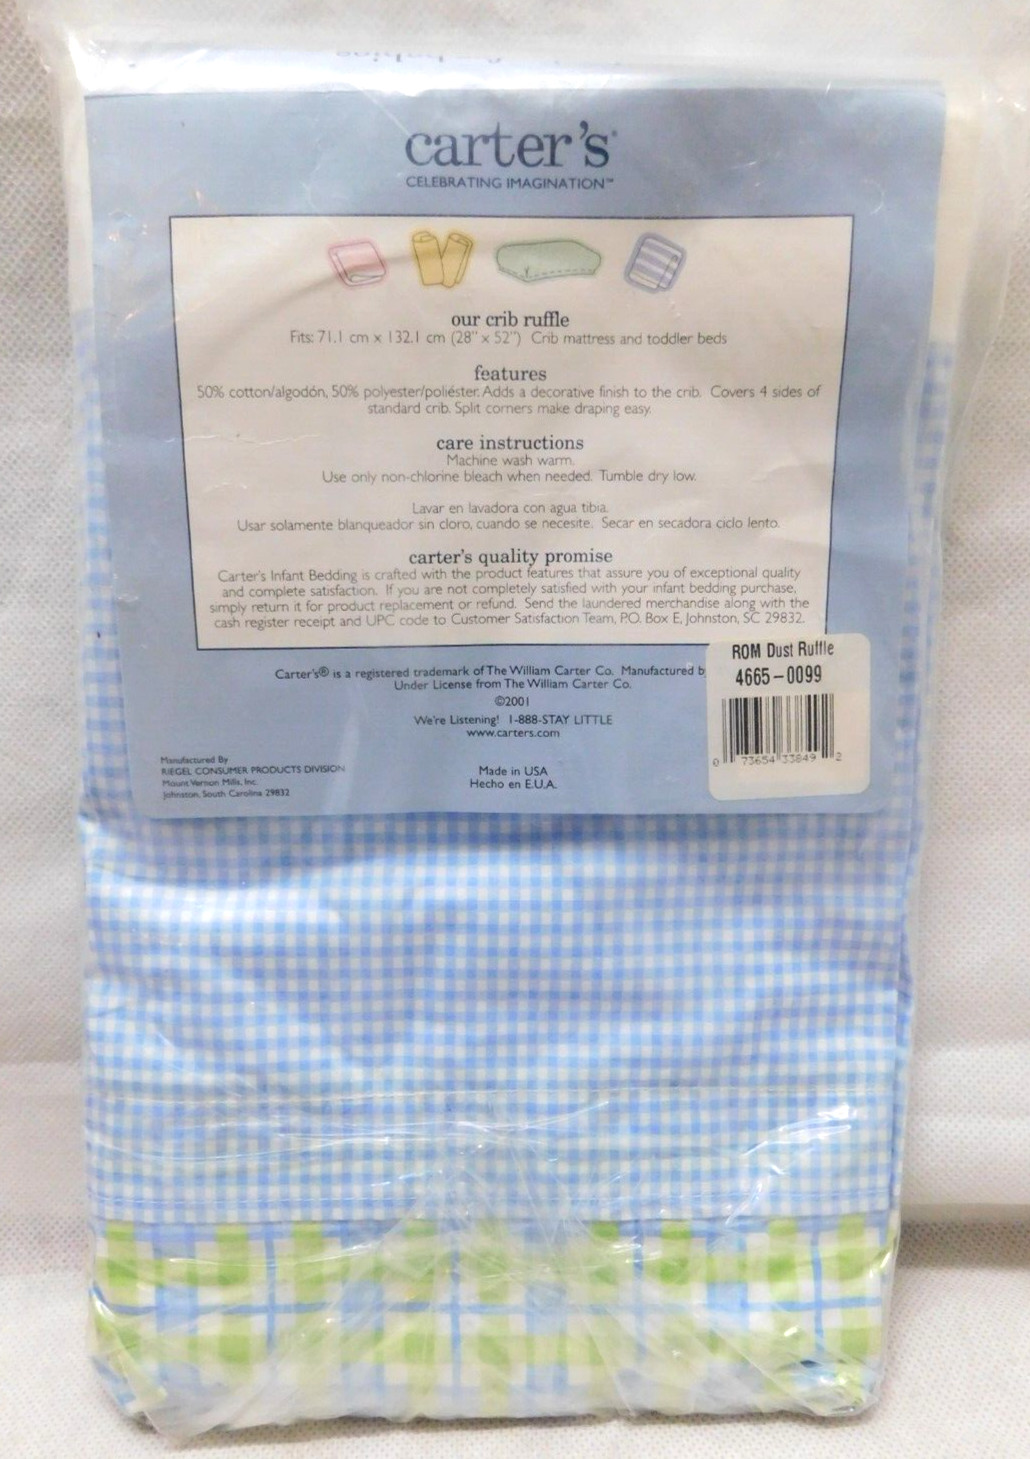 carter's®
CELEBRATING IMAGINATION™
our crib ruffle
Fits: 71.1 cm x 132.1 cm (28" x 52") Crib mattress and toddler beds
features
50% cotton/algodón, 50% polyester/poliéster. Adds a decorative finish to the crib. Covers 4 sides of
standard crib. Split corners make draping easy.
care instructions
Machine wash warm.
Use only non-chlorine bleach when needed. Tumble dry low.
Lavar en lavadora con agua tibia.
Usar solamente blanqueador sin cloro, cuando se necesite. Secar en secadora ciclo lento.
carter's quality promise
Carter's Infant Bedding is crafted with the product features that assure you of exceptional quality
and complete satisfaction. If you are not completely satisfied with your infant bedding purchase,
simply return it for product replacement or refund. Send the laundered merchandise along with the
cash register receipt and UPC code to Customer Satisfaction Team, P.O. Box E, Johnston, SC 29832.
Carter's® is a registered trademark of The William Carter Co. Manufactured b
Under License from The William Carter Co.
©2001
We're Listening! 1-888-STAY LITTLE
www.carters.com
Manufactured By
RIEGEL CONSUMER PRODUCTS DIVISION
Mount Vernon Mills, Inc.
Johnston, South Carolina 29832
Made in USA
Hecho en E.U.A.
ROM Dust Ruffle
4665-0099
0 73654 33849 2